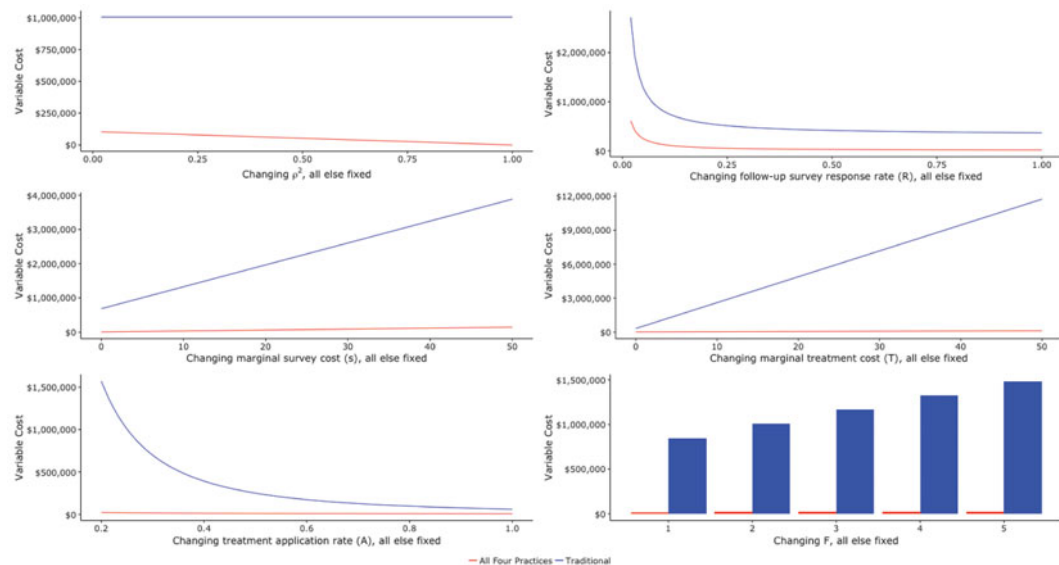 $1,000,000
$750,000
$500,000
$250,000
$0
Variable Cost
0.00 0.25 0.50 0.75 1.00
Changing ρ², all else fixed
$2,000,000
$1,000,000
$0
Variable Cost
0.00 0.25 0.50 0.75 1.00
Changing follow-up survey response rate (R), all else fixed
$4,000,000
$3,000,000
$2,000,000
$1,000,000
$0
Variable Cost
0 10 20 30 40 50
Changing marginal survey cost (s), all else fixed
$12,000,000
$9,000,000
$6,000,000
$3,000,000
$0
Variable Cost
0 10 20 30 40 50
Changing marginal treatment cost (T), all else fixed
$1,500,000
$1,000,000
$500,000
$0
Variable Cost
0.2 0.4 0.6 0.8 1.0
Changing treatment application rate (A), all else fixed
$1,500,000
$1,000,000
$500,000
$0
Variable Cost
1 2 3 4 5
Changing F, all else fixed
All Four Practices Traditional